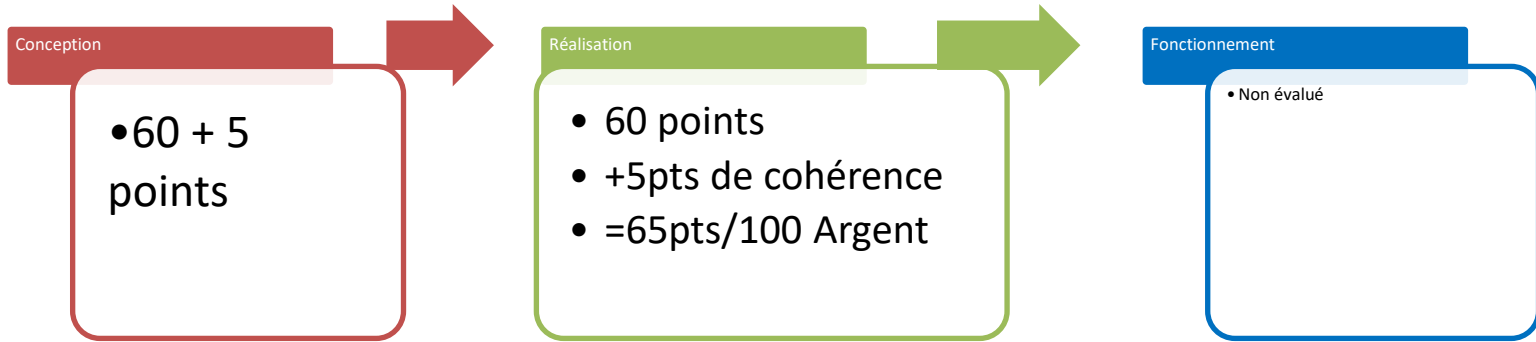 Conception
•60 + 5
points
Réalisation
• 60 points
• +5pts de cohérence
• =65pts/100 Argent
Fonctionnement
• Non évalué